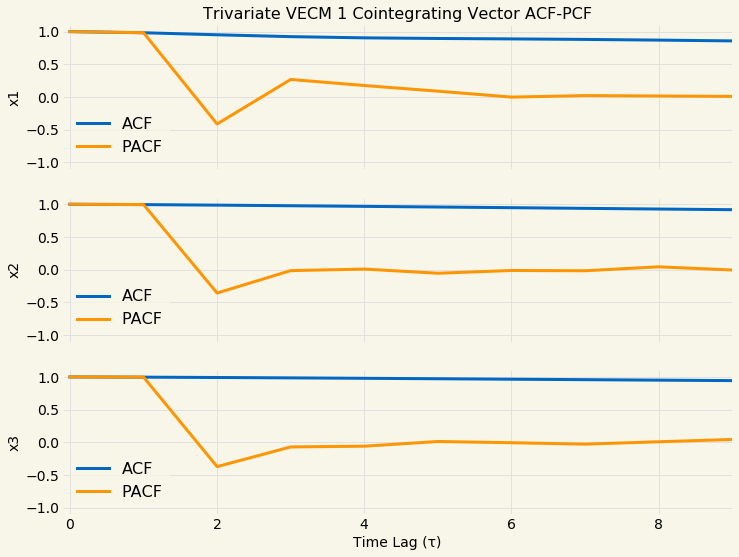 Trivariate VECM 1 Cointegrating Vector ACF-PCF
1.0
0.5
0.0
−0.5
−1.0
x1
ACF
PACF
1.0
0.5
0.0
−0.5
−1.0
x2
ACF
PACF
1.0
0.5
0.0
−0.5
−1.0
x3
ACF
PACF
0 2 4 6 8
Time Lag (τ)